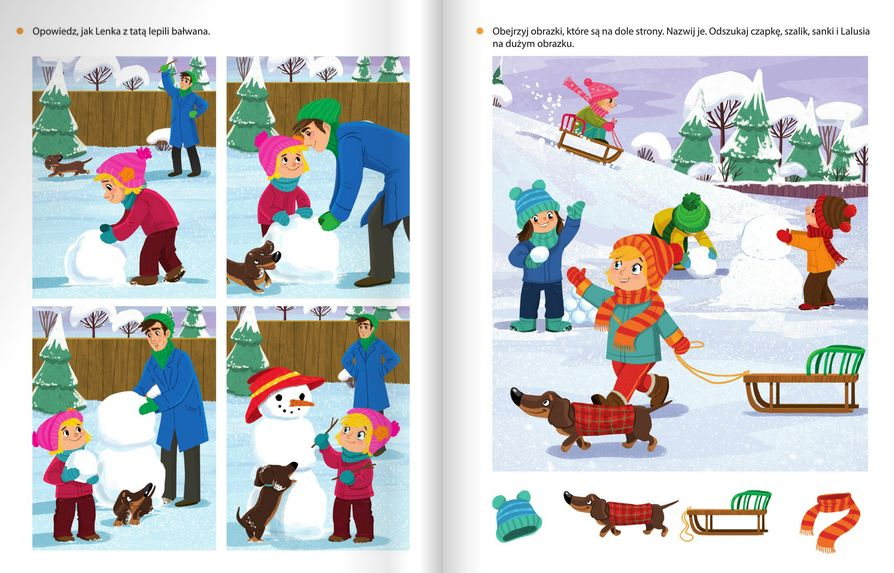 Opowiedz, jak Lenka z tatą lepili bałwana.
Obejrzyj obrazki, które są na dole strony. Nazwij je. Odszukaj czapkę, szalik, sanki i Lalusia
na dużym obrazku.